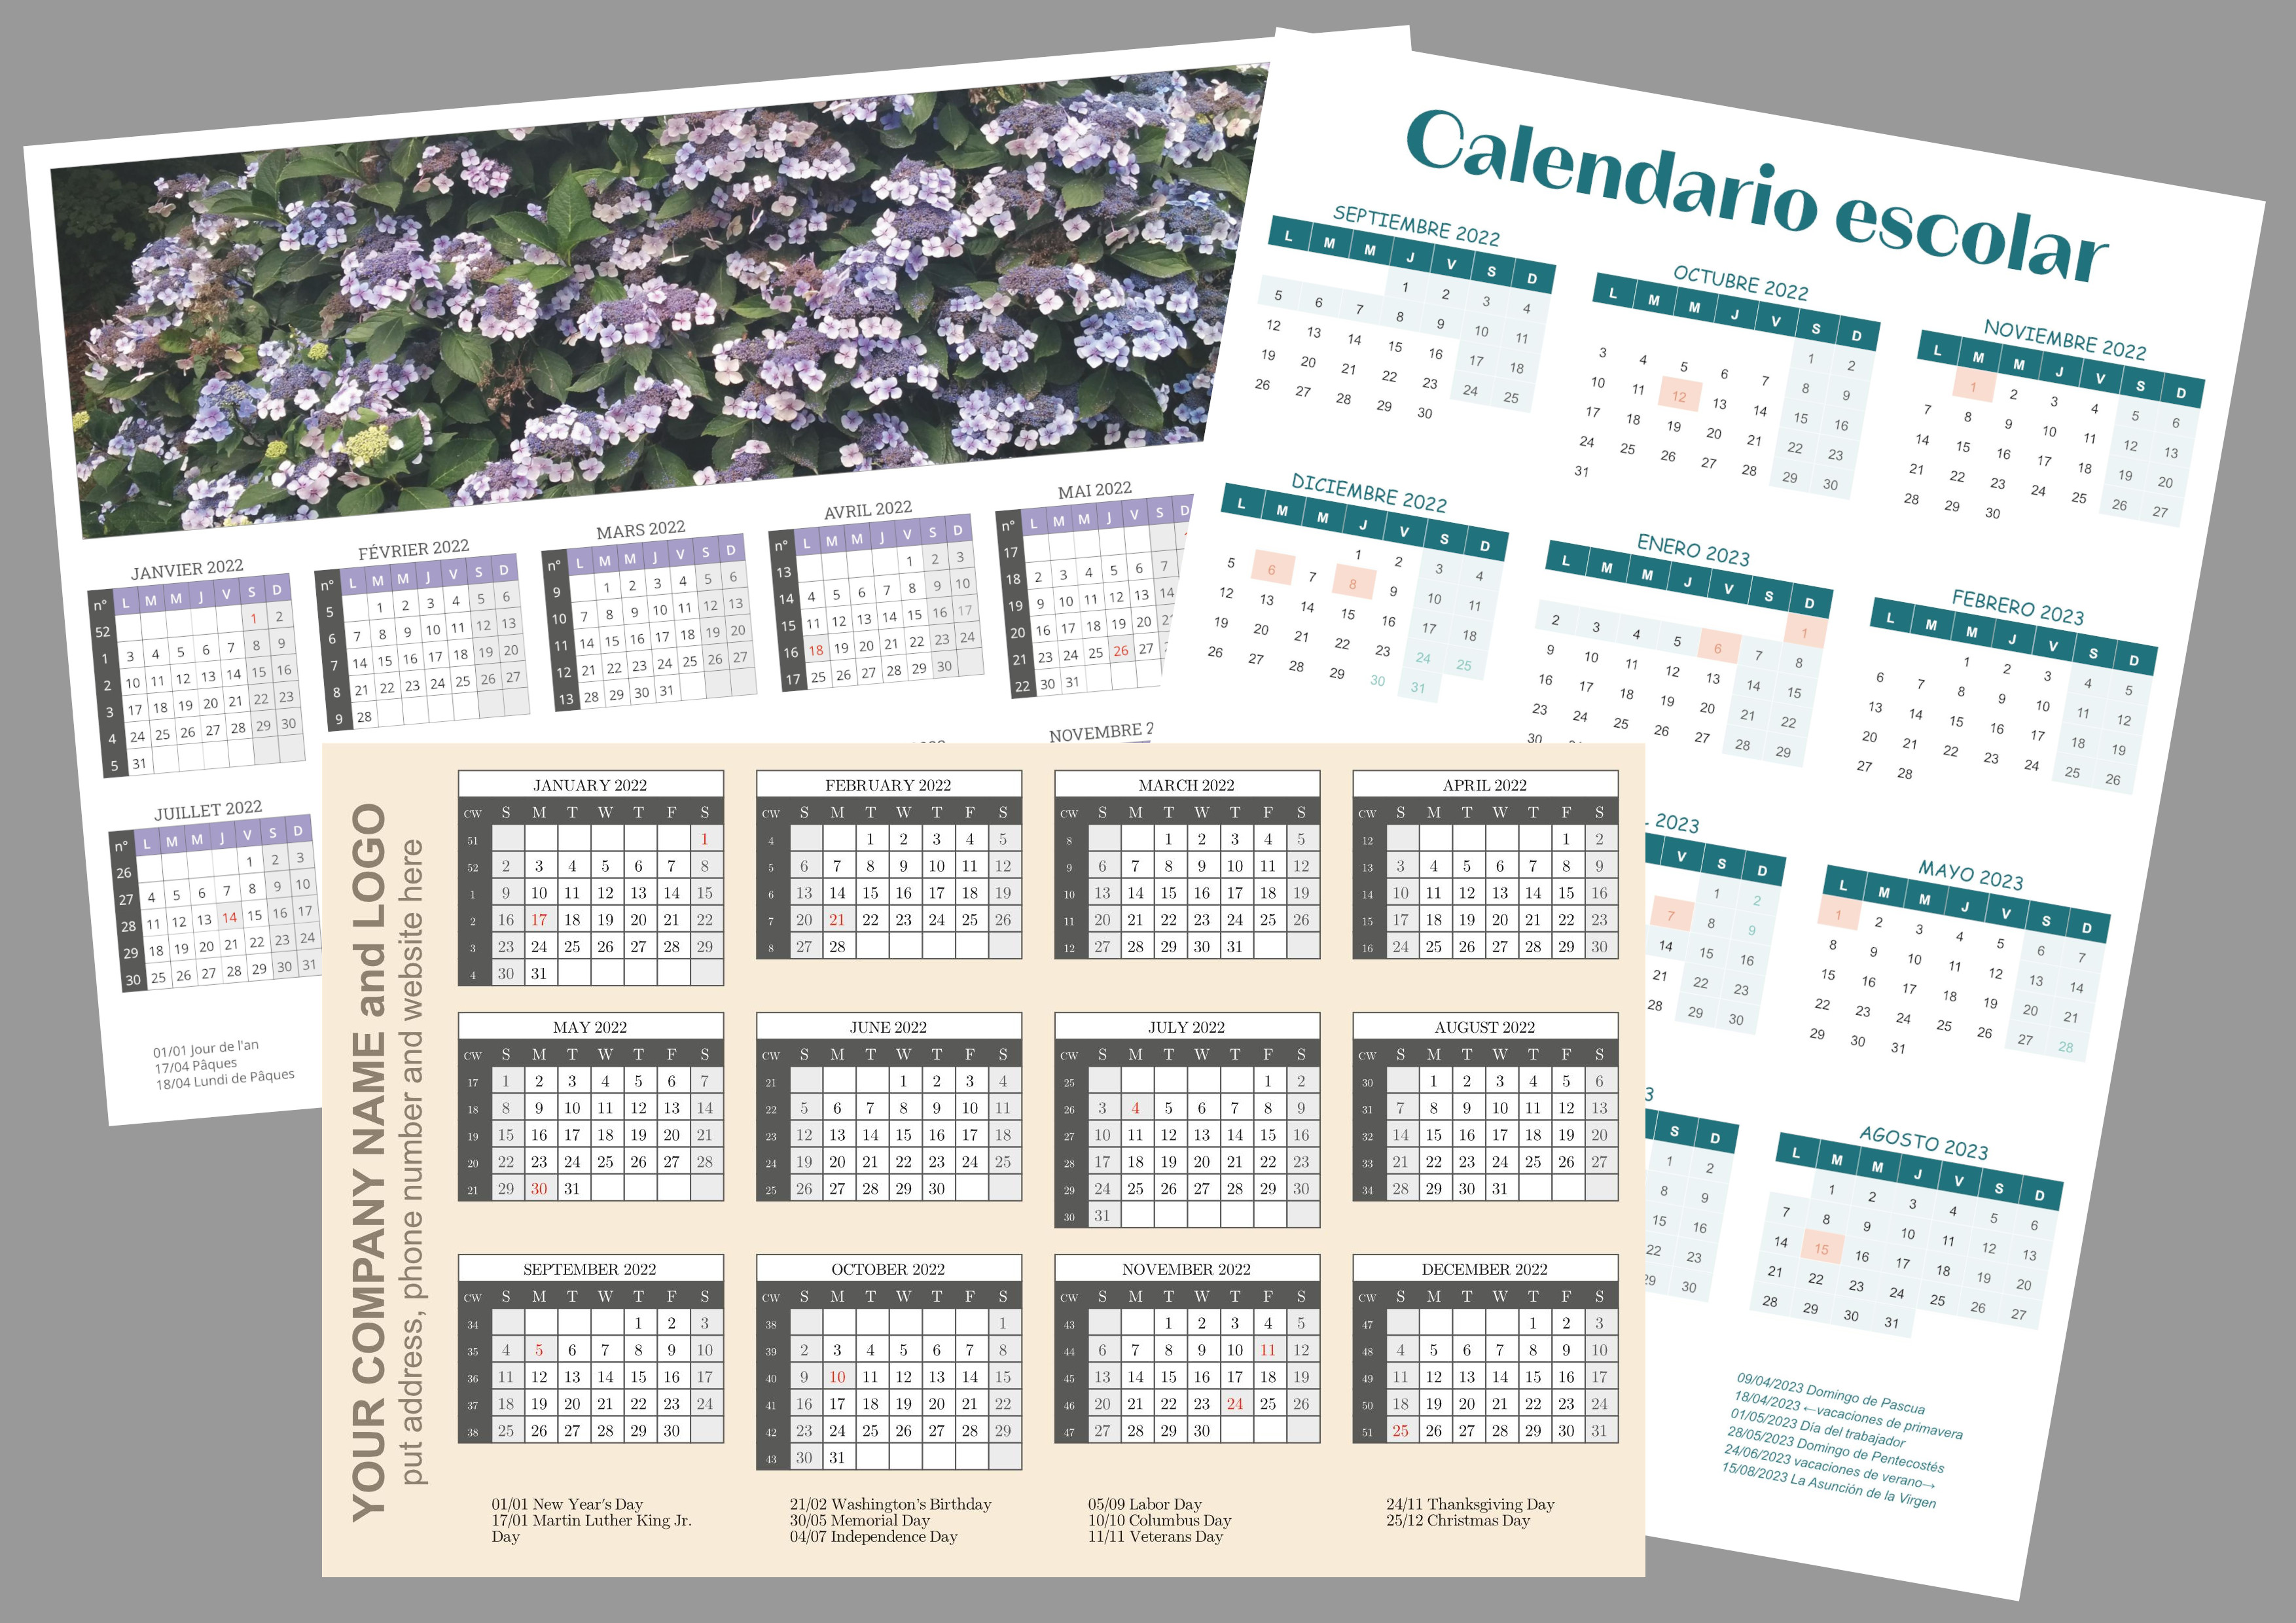 JANVIER 2022
n° L M M J V S D
52 1 2
1 3 4 5 6 7 8 9
2 10 11 12 13 14 15 16
3 17 18 19 20 21 22 23
4 24 25 26 27 28 29 30
5 31
FÉVRIER 2022
n° L M M J V S D
5 1 2 3 4 5 6
6 7 8 9 10 11 12 13
7 14 15 16 17 18 19 20
8 21 22 23 24 25 26 27
9 28
MARS 2022
n° L M M J V S D
9 1 2 3 4 5 6
10 7 8 9 10 11 12 13
11 14 15 16 17 18 19 20
12 21 22 23 24 25 26 27
13 28 29 30 31
AVRIL 2022
n° L M M J V S D
13 1 2 3
14 4 5 6 7 8 9 10
15 11 12 13 14 15 16 17
16 18 19 20 21 22 23 24
17 25 26 27 28 29 30
MAI 2022
n° L M M J V S D
17
18 2 3 4 5 6 7
19 9 10 11 12 13 14
20 16 17 18 19 20
21 23 24 25 26 27
22 30 31
JUILLET 2022
n° L M M J V S D
26 1 2 3
27 4 5 6 7 8 9 10
28 11 12 13 14 15 16 17
29 18 19 20 21 22 23 24
30 25 26 27 28 29 30 31
NOVEMBRE 2
01/01 Jour de l'an
17/04 Pâques
18/04 Lundi de Pâques
Calendario escolar
SEPTIEMBRE 2022
L M M J V S D
1 2 3 4
5 6 7 8 9 10 11
12 13 14 15 16 17 18
19 20 21 22 23 24 25
26 27 28 29 30
OCTUBRE 2022
L M M J V S D
1 2
3 4 5 6 7 8 9
10 11 12 13 14 15 16
17 18 19 20 21 22 23
24 25 26 27 28 29 30
31
NOVIEMBRE 2022
L M M J V S D
1 2 3 4 5 6
7 8 9 10 11 12 13
14 15 16 17 18 19 20
21 22 23 24 25 26 27
28 29 30
DICIEMBRE 2022
L M M J V S D
1 2 3 4
5 6 7 8 9 10 11
12 13 14 15 16 17 18
19 20 21 22 23 24 25
26 27 28 29 30 31
ENERO 2023
L M M J V S D
1
2 3 4 5 6 7 8
9 10 11 12 13 14 15
16 17 18 19 20 21 22
23 24 25 26 27 28 29
30
FEBRERO 2023
L M M J V S D
1 2 3 4 5
6 7 8 9 10 11 12
13 14 15 16 17 18 19
20 21 22 23 24 25 26
27 28
2023
V S D
1 2
7 8 9
14 15 16
21 22 23
28 29 30
MAYO 2023
L M M J V S D
1 2 3 4 5 6 7
8 9 10 11 12 13 14
15 16 17 18 19 20 21
22 23 24 25 26 27 28
29 30 31
S D
1 2
8 9
15 16
22 23
29 30
AGOSTO 2023
L M M J V S D
1 2 3 4 5 6
7 8 9 10 11 12 13
14 15 16 17 18 19 20
21 22 23 24 25 26 27
28 29 30 31
09/04/2023 Domingo de Pascua
18/04/2023 ←vacaciones de primavera
01/05/2023 Día del trabajador
28/05/2023 Domingo de Pentecostés
24/06/2023 vacaciones de verano→
15/08/2023 La Asunción de la Virgen
YOUR COMPANY NAME and LOGO
put address, phone number and website here
JANUARY 2022
CW S M T W T F S
51 1
52 2 3 4 5 6 7 8
1 9 10 11 12 13 14 15
2 16 17 18 19 20 21 22
3 23 24 25 26 27 28 29
4 30 31
FEBRUARY 2022
CW S M T W T F S
4 1 2 3 4 5
5 6 7 8 9 10 11 12
6 13 14 15 16 17 18 19
7 20 21 22 23 24 25 26
8 27 28
MARCH 2022
CW S M T W T F S
8 1 2 3 4 5
9 6 7 8 9 10 11 12
10 13 14 15 16 17 18 19
11 20 21 22 23 24 25 26
12 27 28 29 30 31
APRIL 2022
CW S M T W T F S
12 1 2
13 3 4 5 6 7 8 9
14 10 11 12 13 14 15 16
15 17 18 19 20 21 22 23
16 24 25 26 27 28 29 30
MAY 2022
CW S M T W T F S
17 1 2 3 4 5 6 7
18 8 9 10 11 12 13 14
19 15 16 17 18 19 20 21
20 22 23 24 25 26 27 28
21 29 30 31
JUNE 2022
CW S M T W T F S
21 1 2 3 4
22 5 6 7 8 9 10 11
23 12 13 14 15 16 17 18
24 19 20 21 22 23 24 25
25 26 27 28 29 30
JULY 2022
CW S M T W T F S
25 1 2
26 3 4 5 6 7 8 9
27 10 11 12 13 14 15 16
28 17 18 19 20 21 22 23
29 24 25 26 27 28 29 30
30 31
AUGUST 2022
CW S M T W T F S
30 1 2 3 4 5 6
31 7 8 9 10 11 12 13
32 14 15 16 17 18 19 20
33 21 22 23 24 25 26 27
34 28 29 30 31
SEPTEMBER 2022
CW S M T W T F S
34 1 2 3
35 4 5 6 7 8 9 10
36 11 12 13 14 15 16 17
37 18 19 20 21 22 23 24
38 25 26 27 28 29 30
OCTOBER 2022
CW S M T W T F S
38 1
39 2 3 4 5 6 7 8
40 9 10 11 12 13 14 15
41 16 17 18 19 20 21 22
42 23 24 25 26 27 28 29
43 30 31
NOVEMBER 2022
CW S M T W T F S
43 1 2 3 4 5
44 6 7 8 9 10 11 12
45 13 14 15 16 17 18 19
46 20 21 22 23 24 25 26
47 27 28 29 30
DECEMBER 2022
CW S M T W T F S
47 1 2 3
48 4 5 6 7 8 9 10
49 11 12 13 14 15 16 17
50 18 19 20 21 22 23 24
51 25 26 27 28 29 30 31
01/01 New Year's Day
17/01 Martin Luther King Jr.
Day
21/02 Washington's Birthday
30/05 Memorial Day
04/07 Independence Day
05/09 Labor Day
10/10 Columbus Day
11/11 Veterans Day
24/11 Thanksgiving Day
25/12 Christmas Day